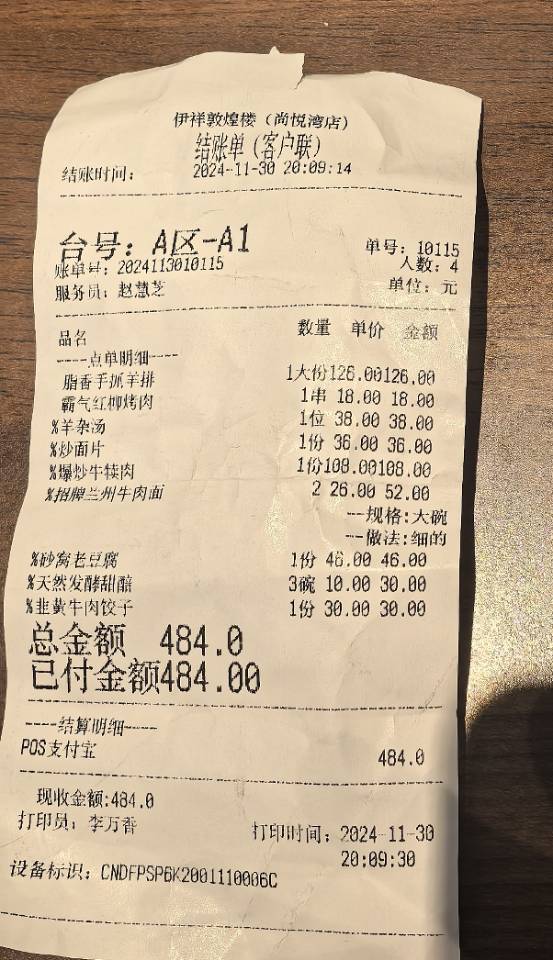 伊祥敦煌楼（尚悦湾店）
结账单（客户联）
结账时间： 2024-11-30 20:09:14
台号：A区-A1 单号：10115
账单号：2024113010115 人数：4
服务员：赵慧芝 单位：元
品名 数量 单价 金额
-----点单明细-----
脂香手抓羊排 1大份126.00126.00
霸气红柳烤肉 1串 18.00 18.00
%羊杂汤 1位 38.00 38.00
%炒面片 1份 36.00 36.00
%爆炒牛犊肉 1份108.00108.00
%招牌兰州牛肉面 2 26.00 52.00
---规格:大碗
---做法:细的
%砂窝老豆腐 1份 46.00 46.00
%天然发酵甜醅 3碗 10.00 30.00
%韭黄牛肉饺子 1份 30.00 30.00
总金额 484.0
已付金额484.00
----结算明细----
POS支付宝 484.0
现收金额:484.0
打印员：李万香 打印时间：2024-11-30
20:09:30
设备标识：CNDFPSP6K2001110006C